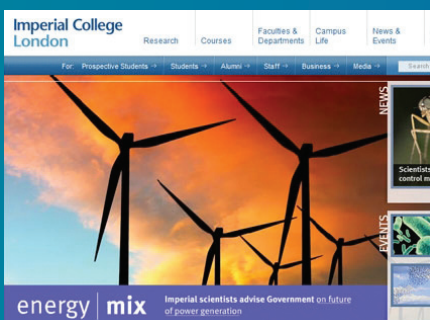 Imperial College
London
Research
Courses
Faculties &
Departments
Campus
Life
News &
Events
For: Prospective Students → Students → Alumni → Staff → Business → Media → Search
NEWS
Scientists
control m
EVENTS
energy | mix
Imperial scientists advise Government on future
of power generation